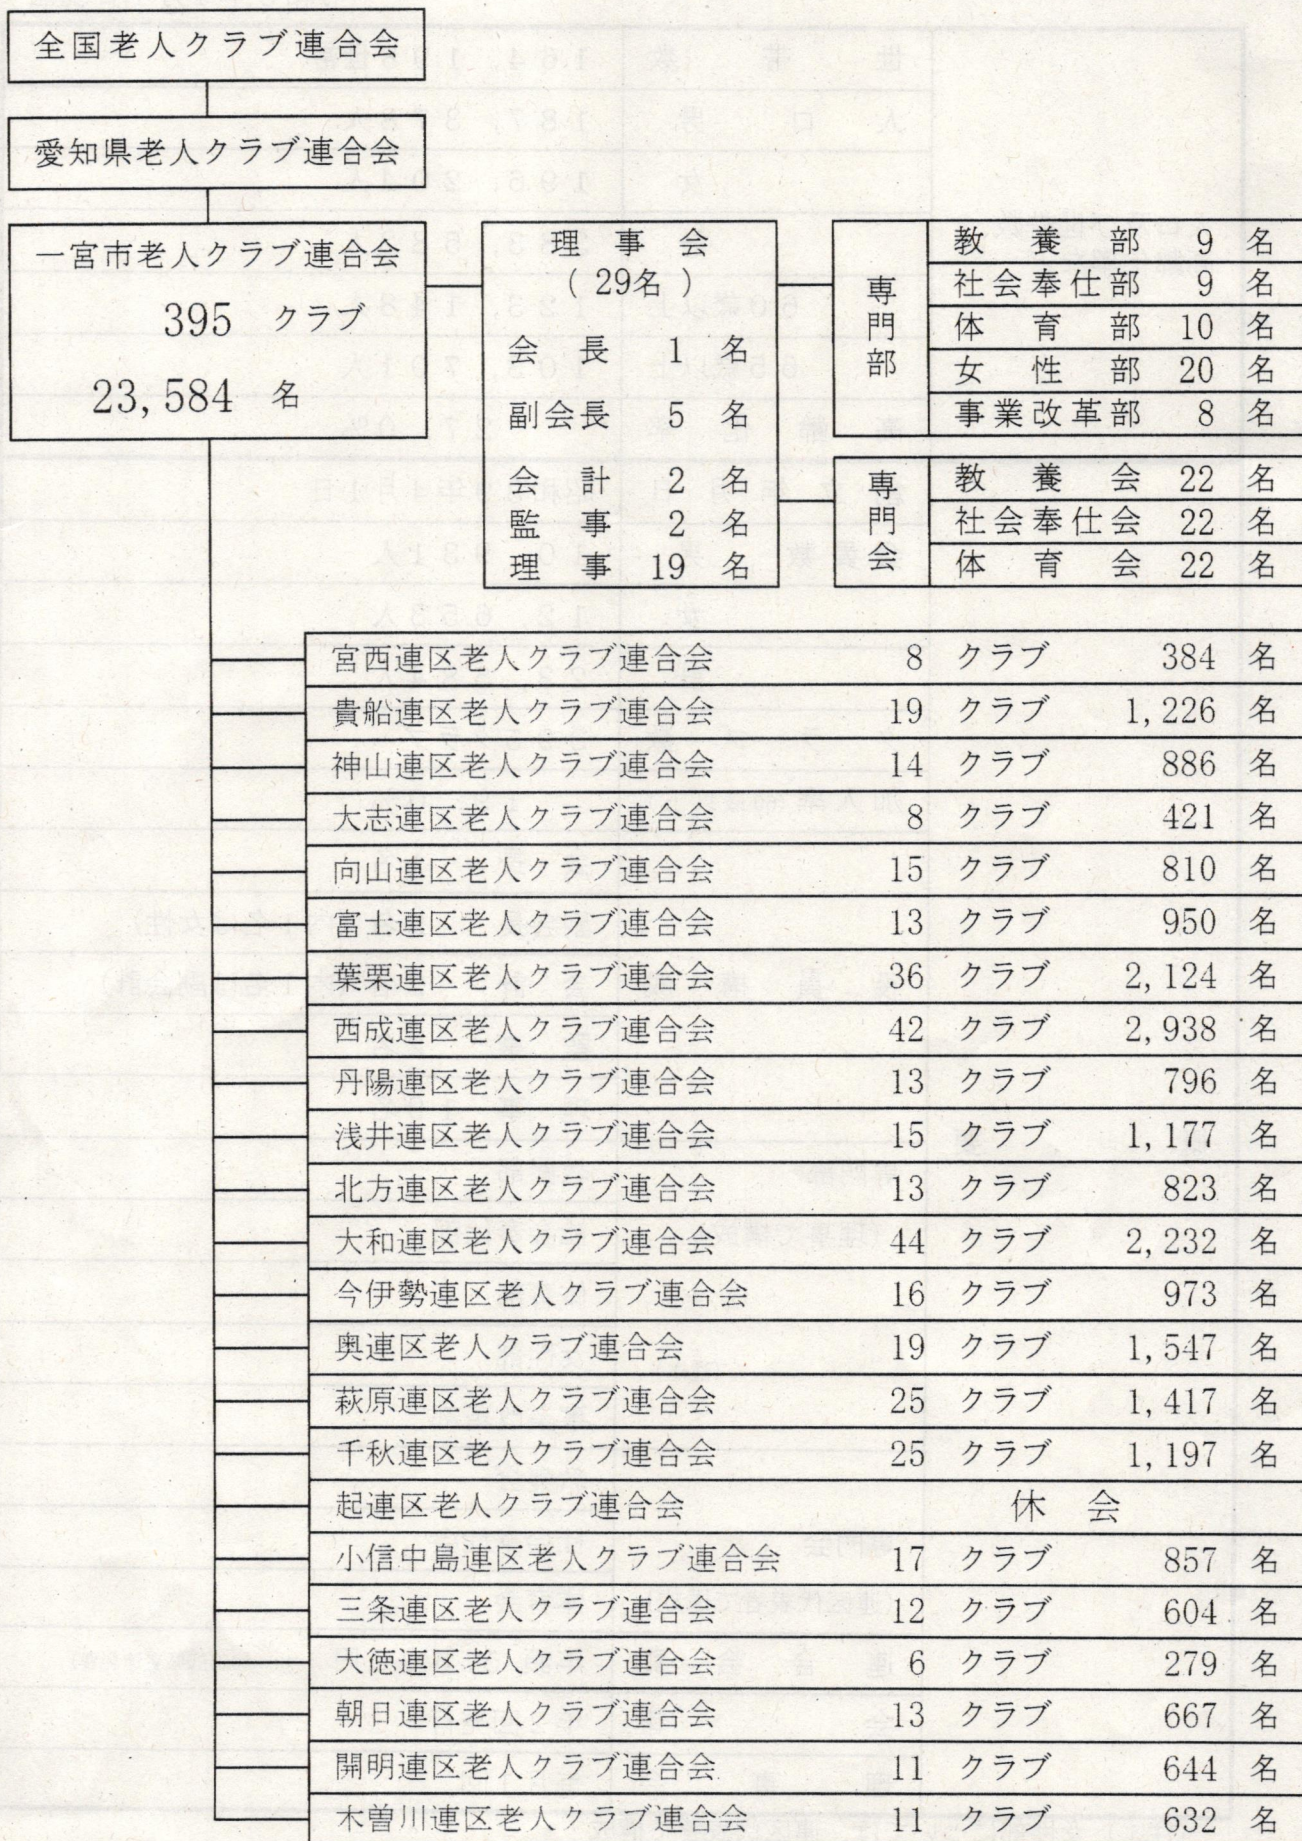 全国老人クラブ連合会
愛知県老人クラブ連合会
一宮市老人クラブ連合会
395 クラブ
23,584 名
理事会
(29名)
会長 1 名
副会長 5 名
会計 2 名
監事 2 名
理事 19 名
専門部
教養部 9 名
社会奉仕部 9 名
体育部 10 名
女性部 20 名
事業改革部 8 名
専門会
教養会 22 名
社会奉仕会 22 名
体育会 22 名
宮西連区老人クラブ連合会 8 クラブ 384 名
貴船連区老人クラブ連合会 19 クラブ 1,226 名
神山連区老人クラブ連合会 14 クラブ 886 名
大志連区老人クラブ連合会 8 クラブ 421 名
向山連区老人クラブ連合会 15 クラブ 810 名
富士連区老人クラブ連合会 13 クラブ 950 名
葉栗連区老人クラブ連合会 36 クラブ 2,124 名
西成連区老人クラブ連合会 42 クラブ 2,938 名
丹陽連区老人クラブ連合会 13 クラブ 796 名
浅井連区老人クラブ連合会 15 クラブ 1,177 名
北方連区老人クラブ連合会 13 クラブ 823 名
大和連区老人クラブ連合会 44 クラブ 2,232 名
今伊勢連区老人クラブ連合会 16 クラブ 973 名
奥連区老人クラブ連合会 19 クラブ 1,547 名
萩原連区老人クラブ連合会 25 クラブ 1,417 名
千秋連区老人クラブ連合会 25 クラブ 1,197 名
起連区老人クラブ連合会 休会
小信中島連区老人クラブ連合会 17 クラブ 857 名
三条連区老人クラブ連合会 12 クラブ 604 名
大徳連区老人クラブ連合会 6 クラブ 279 名
朝日連区老人クラブ連合会 13 クラブ 667 名
開明連区老人クラブ連合会 11 クラブ 644 名
木曽川連区老人クラブ連合会 11 クラブ 632 名